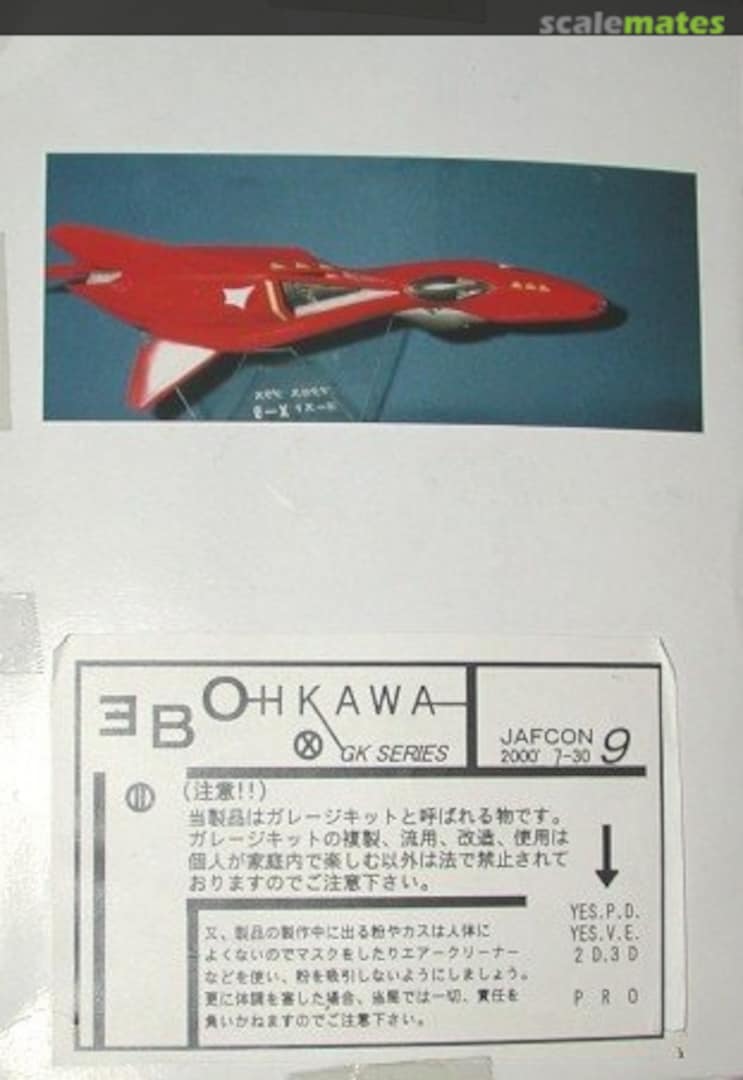 scalemates
ヨ B OHKAWA
Ⓧ GK SERIES
JAFCON 9
2000' 7-30
(注意!!)
当製品はガレージキットと呼ばれる物です。
ガレージキットの複製、流用、改造、使用は
個人が家庭内で楽しむ以外は法で禁止されて
おりますのでご注意下さい。
又、製品の製作中に出る粉やカスは人体に
よくないのでマスクをしたりエアークリーナー
などを使い、粉を吸引しないようにしましょう。
更に体調を害した場合、当屋では一切、責任を
負いかねますのでご注意下さい。
YES.P.D.
YES.V.E.
2 D.3 D
P R O